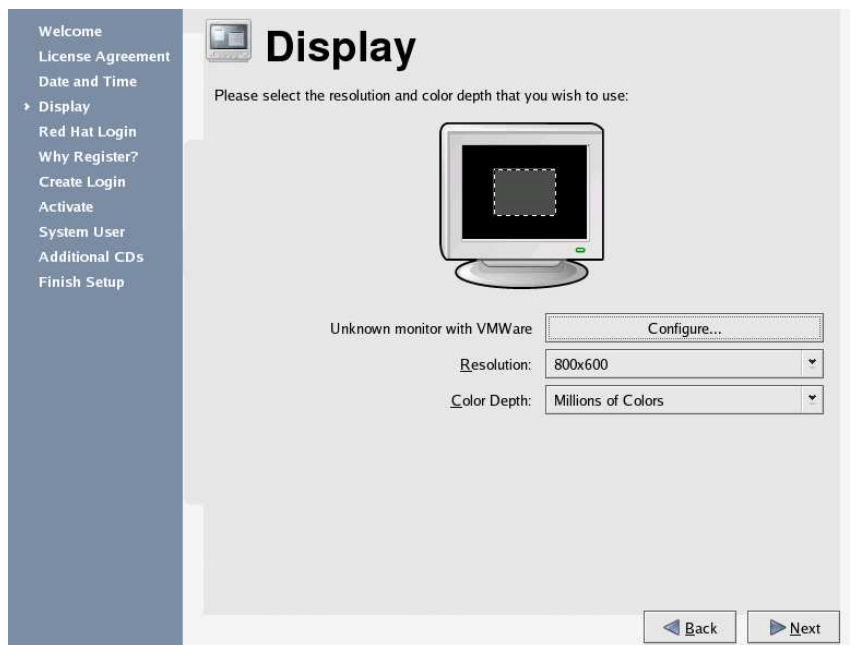 Welcome
License Agreement
Date and Time
Display
Red Hat Login
Why Register?
Create Login
Activate
System User
Additional CDs
Finish Setup
Display
Please select the resolution and color depth that you wish to use:
Unknown monitor with VMWare
Configure...
Resolution:
800x600
Color Depth:
Millions of Colors
Back
Next